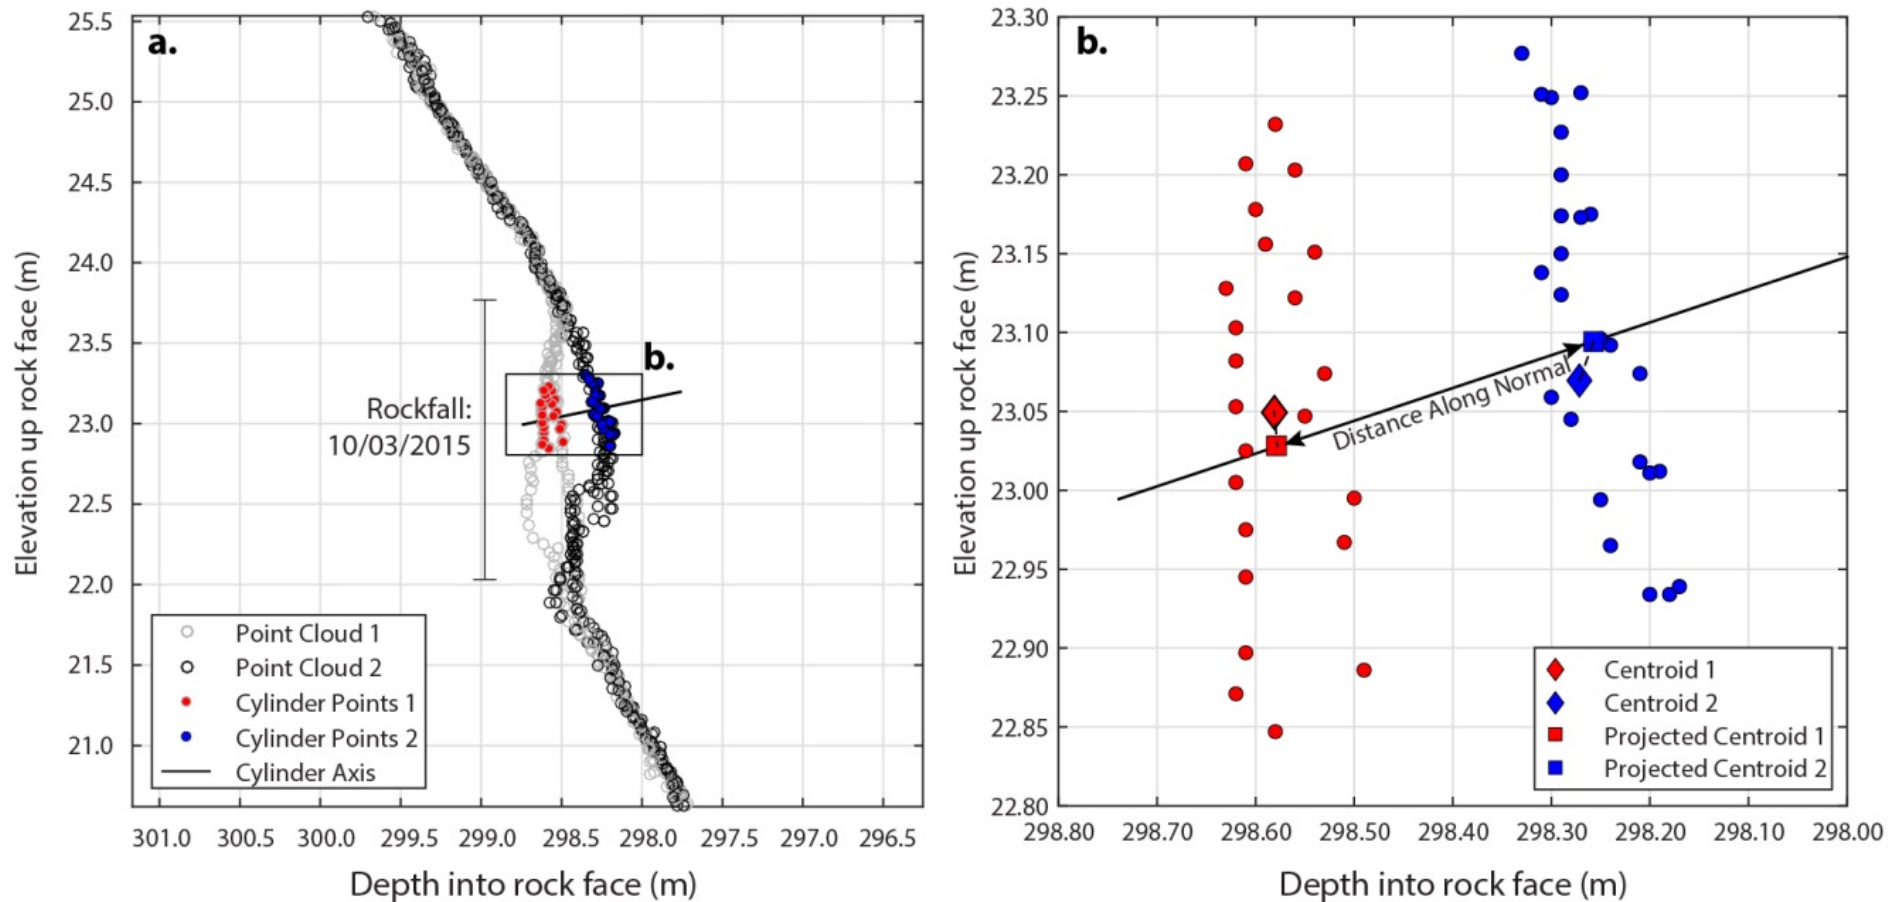 a.
25.5
25.0
24.5
24.0
23.5
23.0
22.5
22.0
21.5
21.0
Elevation up rock face (m)
b.
Rockfall:
10/03/2015
Point Cloud 1
Point Cloud 2
Cylinder Points 1
Cylinder Points 2
Cylinder Axis
301.0 300.5 300.0 299.5 299.0 298.5 298.0 297.5 297.0 296.5
Depth into rock face (m)
b.
23.30
23.25
23.20
23.15
23.10
23.05
23.00
22.95
22.90
22.85
22.80
Elevation up rock face (m)
Distance Along Normal
Centroid 1
Centroid 2
Projected Centroid 1
Projected Centroid 2
298.80 298.70 298.60 298.50 298.40 298.30 298.20 298.10 298.00
Depth into rock face (m)